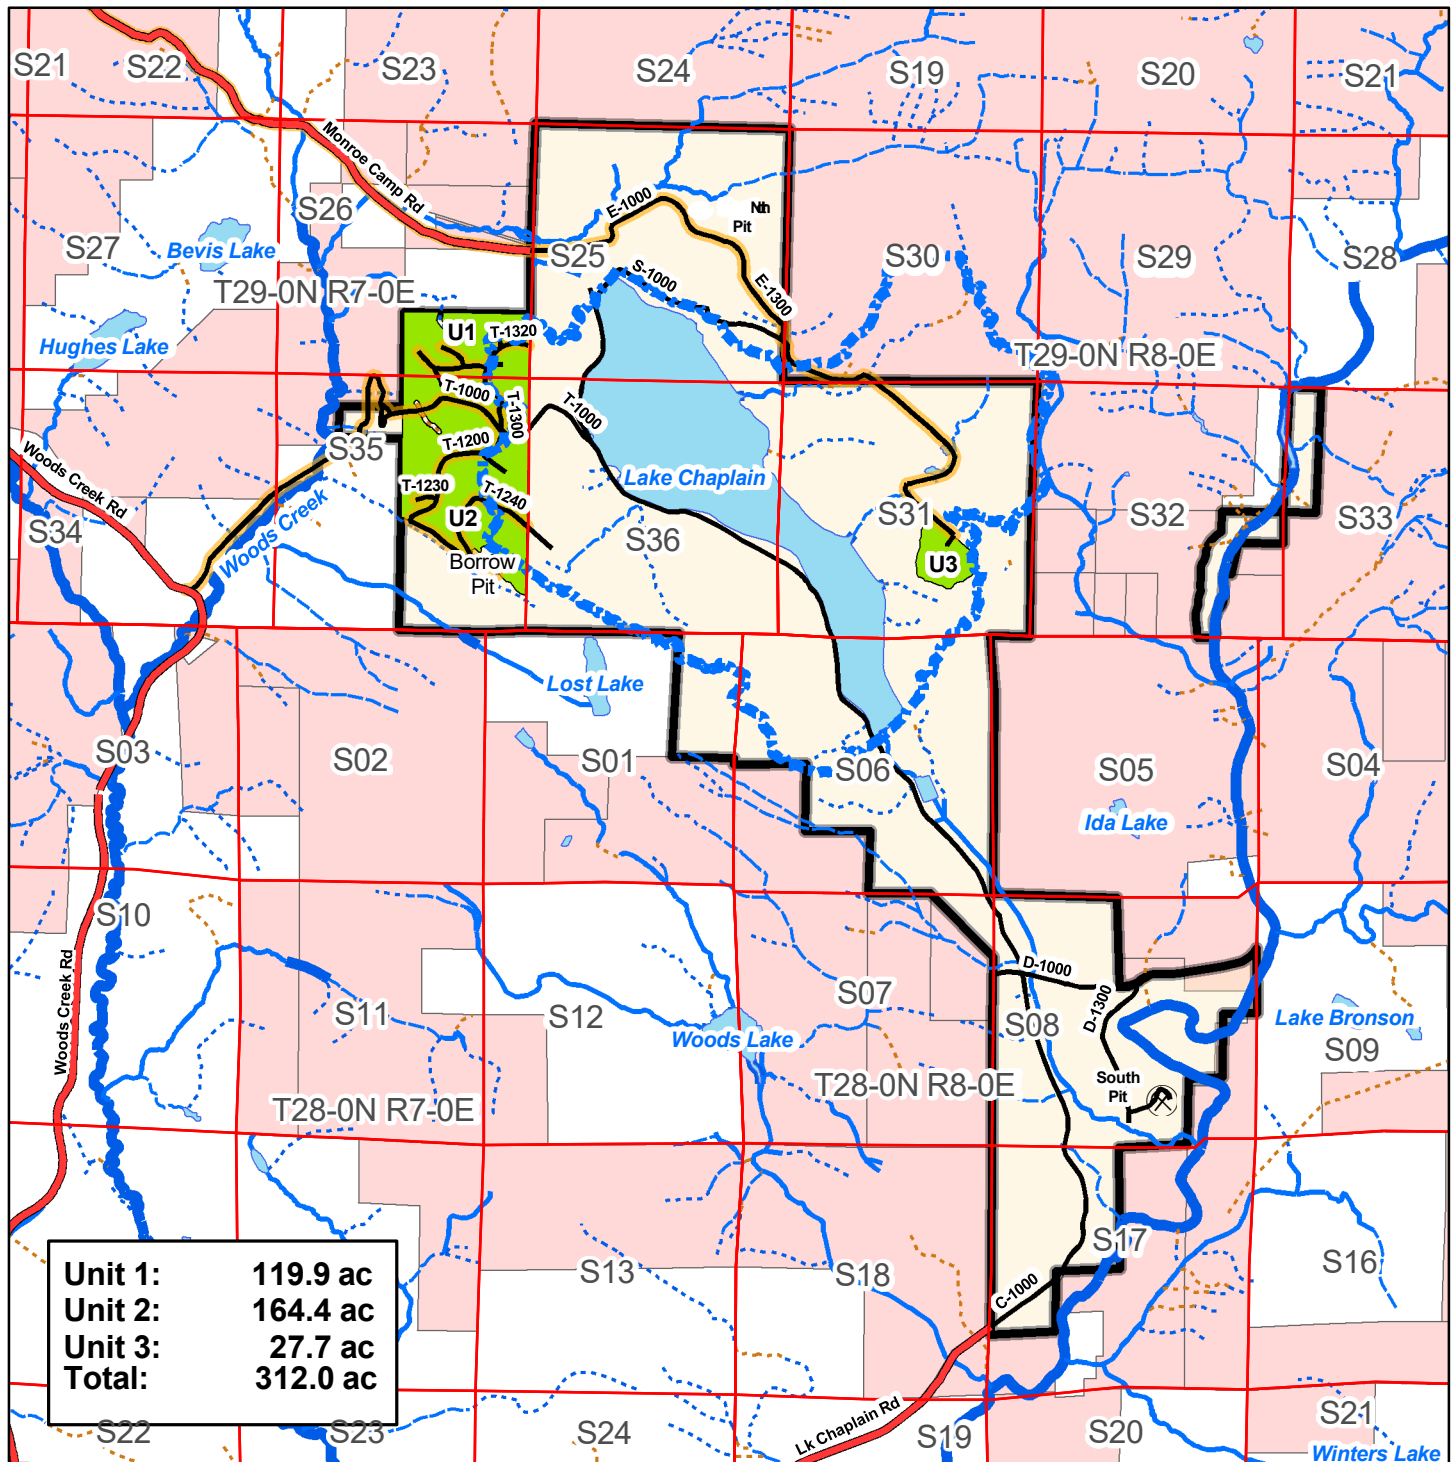 S21
S22
S23
S24
S19
S20
S21
Monroe Camp Rd
E-1000
Nth
Pit
S26
S27
Bevis Lake
S25
S30
S29
S28
S-1000
E-1300
T29-0N R7-0E
Hughes Lake
U1
T-1320
T29-0N R8-0E
T-1000
T-1300
T-1000
T-1200
S35
Woods Creek Rd
Lake Chaplain
T-1230
T-1240
U2
S34
Woods Creek
S36
S31
S32
S33
Borrow
Pit
U3
Lost Lake
S03
S02
S01
S06
S05
S04
Ida Lake
S10
Woods Creek Rd
D-1000
S07
D-1300
S11
S12
S08
Lake Bronson
Woods Lake
S09
T28-0N R8-0E
South
Pit
T28-0N R7-0E
S17
S16
S13
S18
C-1000
Unit 1: 119.9 ac
Unit 2: 164.4 ac
Unit 3: 27.7 ac
Total: 312.0 ac
Lk Chaplain Rd
S22
S23
S24
S19
S20
S21
Winters Lake